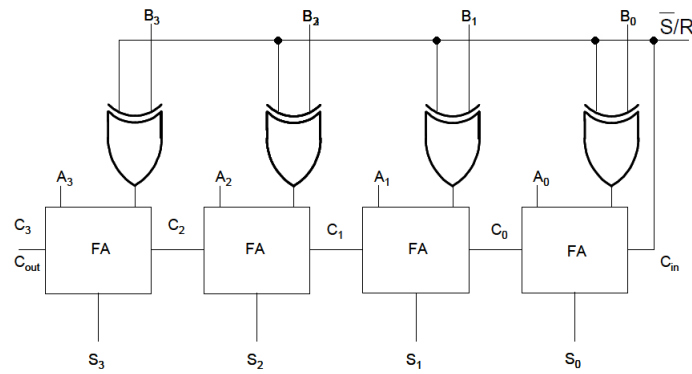 B3 B2 B1 B0 S̅/R
A3 A2 A1 A0
C3 FA C2 FA C1 FA C0 FA
Cout Cin
S3 S2 S1 S0